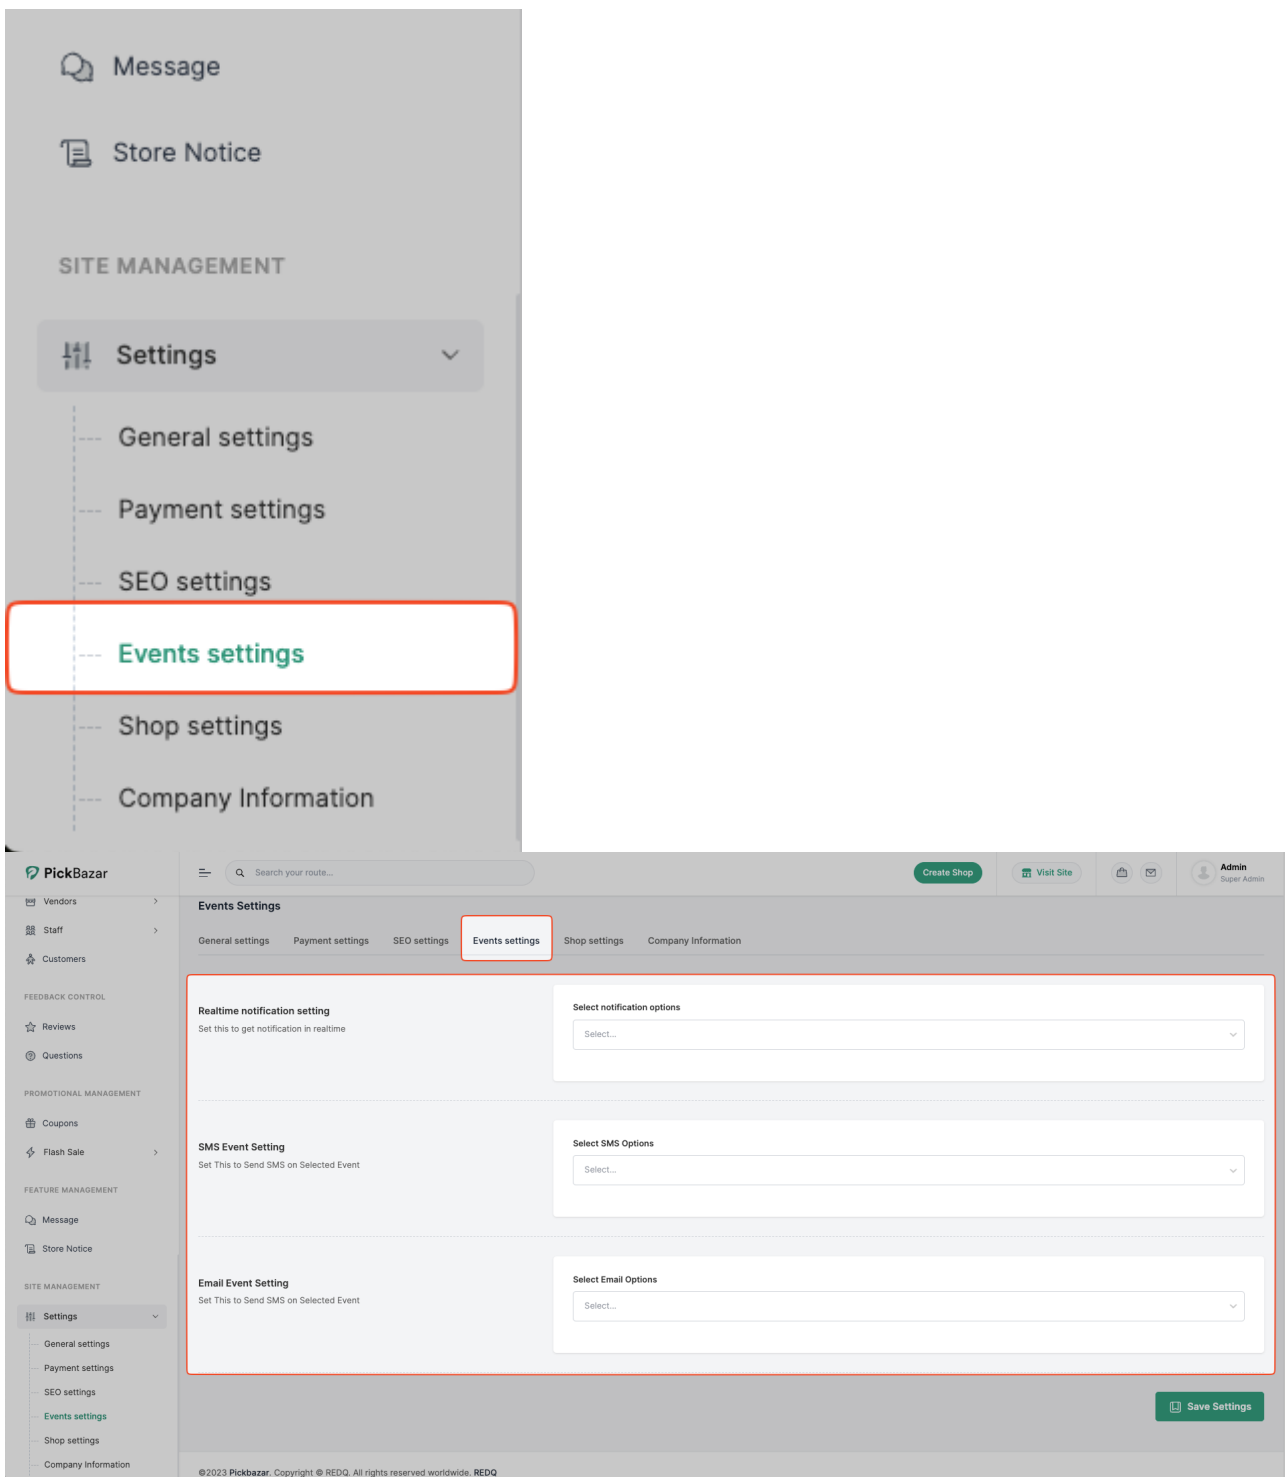 Message
Store Notice
SITE MANAGEMENT
Settings
General settings
Payment settings
SEO settings
Events settings
Shop settings
Company Information
PickBazar
Search your route...
Create Shop
Visit Site
Admin
Super Admin
Vendors
Staff
Customers
FEEDBACK CONTROL
Reviews
Questions
PROMOTIONAL MANAGEMENT
Coupons
Flash Sale
FEATURE MANAGEMENT
Message
Store Notice
SITE MANAGEMENT
Settings
General settings
Payment settings
SEO settings
Events settings
Shop settings
Company Information
Events Settings
General settings Payment settings SEO settings Events settings Shop settings Company Information
Realtime notification setting
Set this to get notification in realtime
Select notification options
Select...
SMS Event Setting
Set This to Send SMS on Selected Event
Select SMS Options
Select...
Email Event Setting
Set This to Send SMS on Selected Event
Select Email Options
Select...
Save Settings
©2023 Pickbazar. Copyright © REDQ. All rights reserved worldwide. REDQ